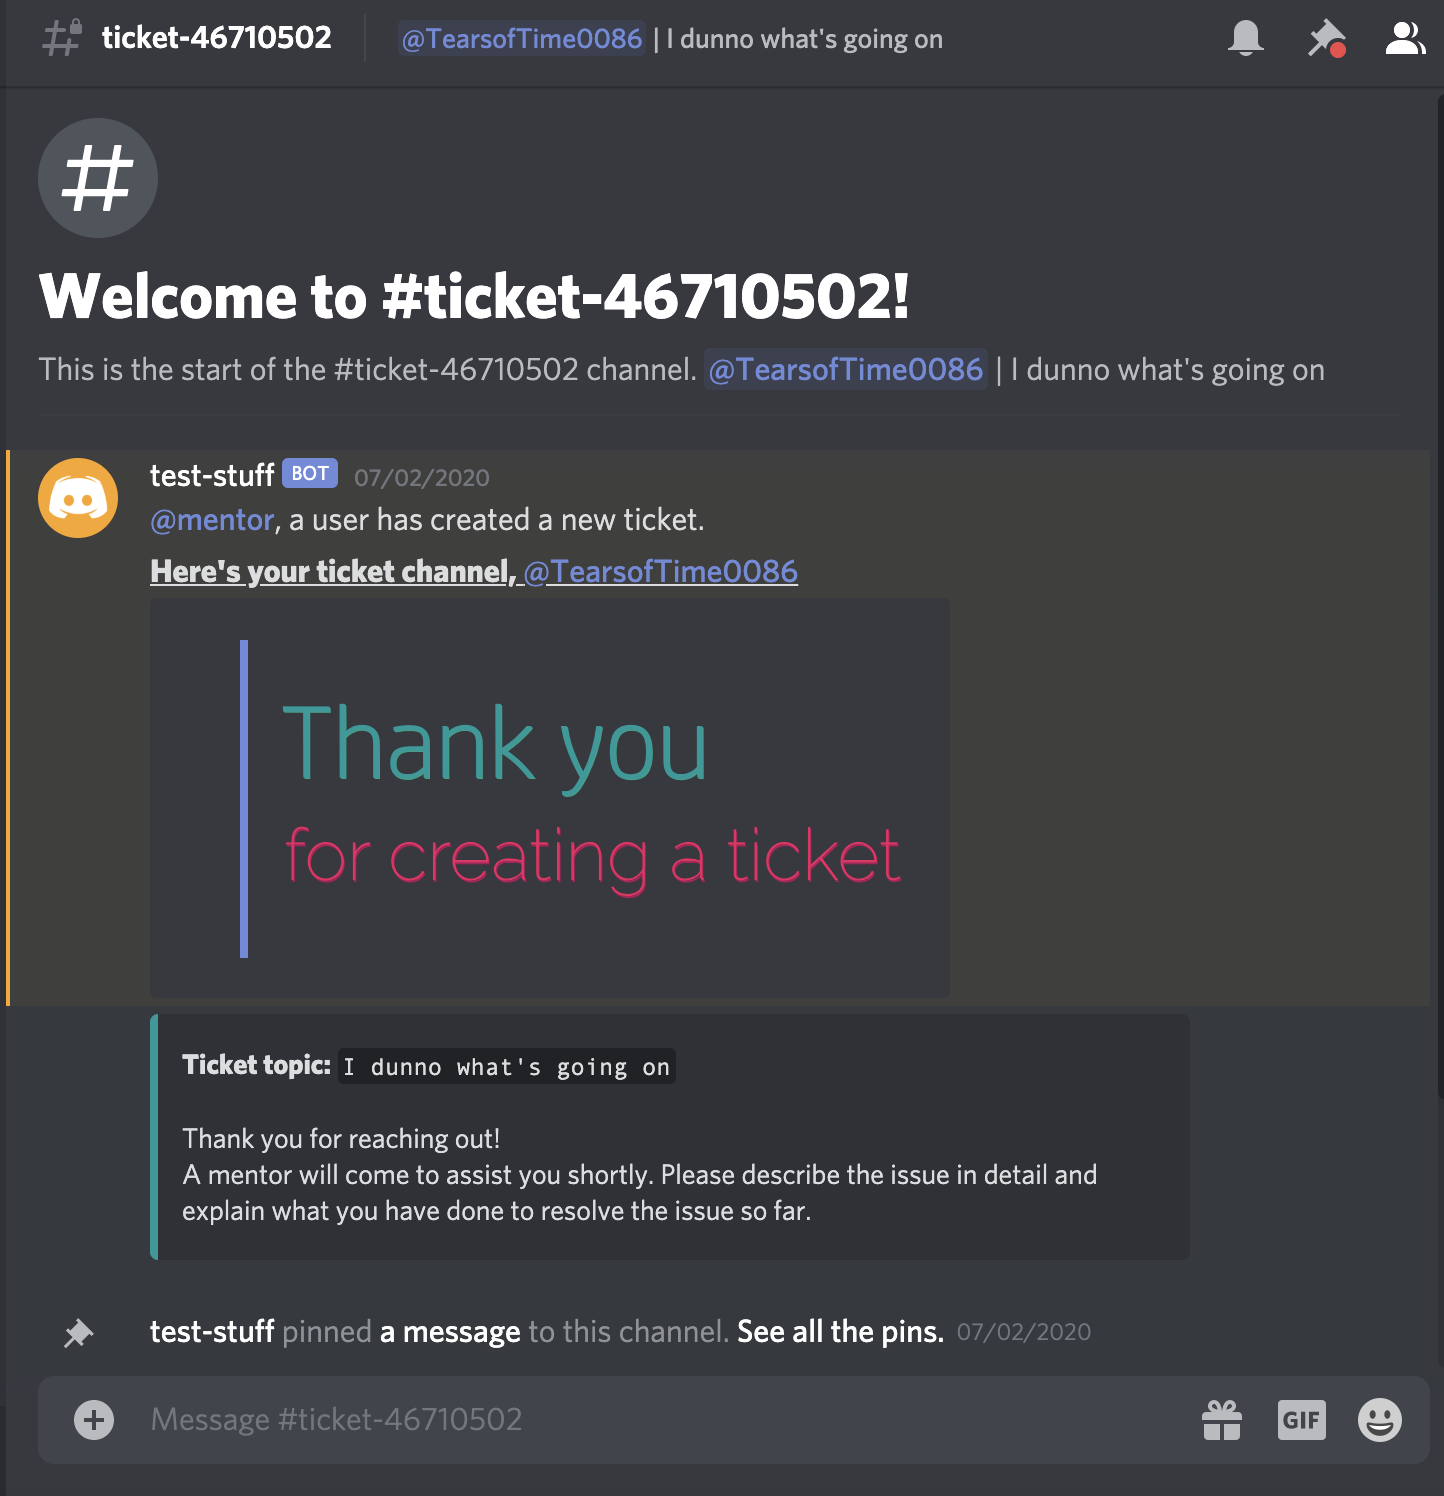 ticket-46710502 @TearsofTime0086 | I dunno what's going on
Welcome to #ticket-46710502!
This is the start of the #ticket-46710502 channel. @TearsofTime0086 | I dunno what's going on
test-stuff BOT 07/02/2020
@mentor, a user has created a new ticket.
Here's your ticket channel, @TearsofTime0086
Thank you
for creating a ticket
Ticket topic: I dunno what's going on
Thank you for reaching out!
A mentor will come to assist you shortly. Please describe the issue in detail and
explain what you have done to resolve the issue so far.
test-stuff pinned a message to this channel. See all the pins. 07/02/2020
Message #ticket-46710502 GIF